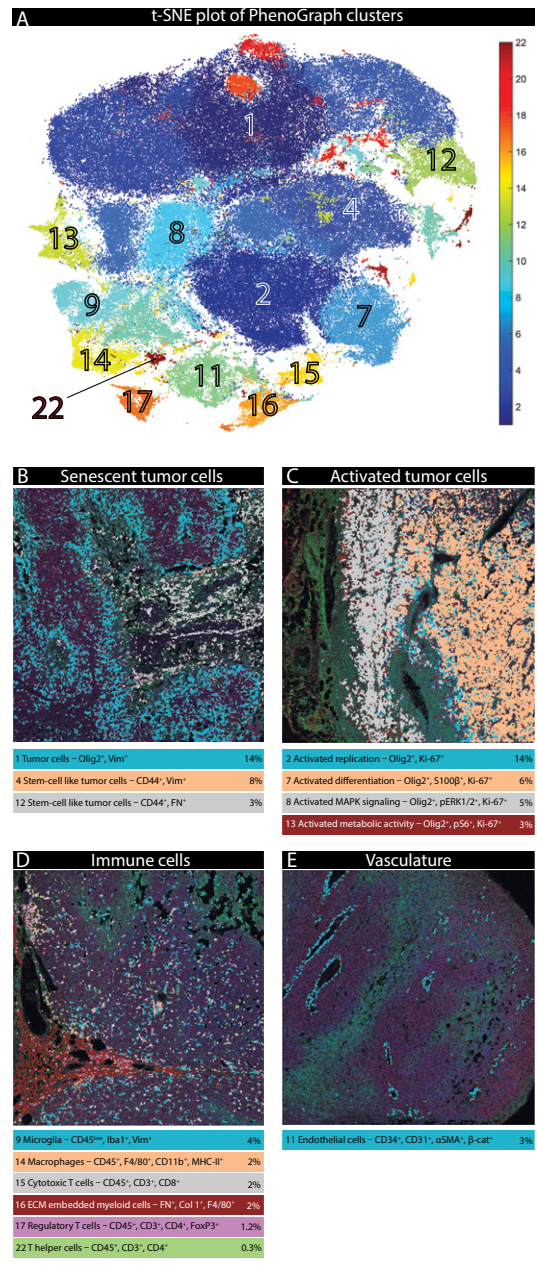 A
t-SNE plot of PhenoGraph clusters
22
20
18
16
14
12
10
8
6
4
2
1
12
4
13
8
2
9
7
14
11
15
22
17
16
B Senescent tumor cells
1 Tumor cells – Olig2⁺, Vim⁺ 14%
4 Stem-cell like tumor cells – CD44⁺, Vim⁺ 8%
12 Stem-cell like tumor cells – CD44⁺, FN⁺ 3%
C Activated tumor cells
2 Activated replication – Olig2⁺, Ki-67⁺ 14%
7 Activated differentiation – Olig2⁺, S100β⁺, Ki-67⁺ 6%
8 Activated MAPK signaling – Olig2⁺, pERK1/2⁺, Ki-67⁺ 5%
13 Activated metabolic activity – Olig2⁺, pS6⁺, Ki-67⁺ 3%
D Immune cells
9 Microglia – CD45ˡᵒʷ, Iba1⁺, Vim⁺ 4%
14 Macrophages – CD45⁺, F4/80⁺, CD11b⁺, MHC-II⁺ 2%
15 Cytotoxic T cells – CD45⁺, CD3⁺, CD8⁺ 2%
16 ECM embedded myeloid cells – FN⁺, Col 1⁺, F4/80⁺ 2%
17 Regulatory T cells – CD45⁺, CD3⁺, CD4⁺, FoxP3⁺ 1.2%
22 T helper cells – CD45⁺, CD3⁺, CD4⁺ 0.3%
E Vasculature
11 Endothelial cells – CD34⁺, CD31⁺, αSMA⁺, β-cat⁺ 3%